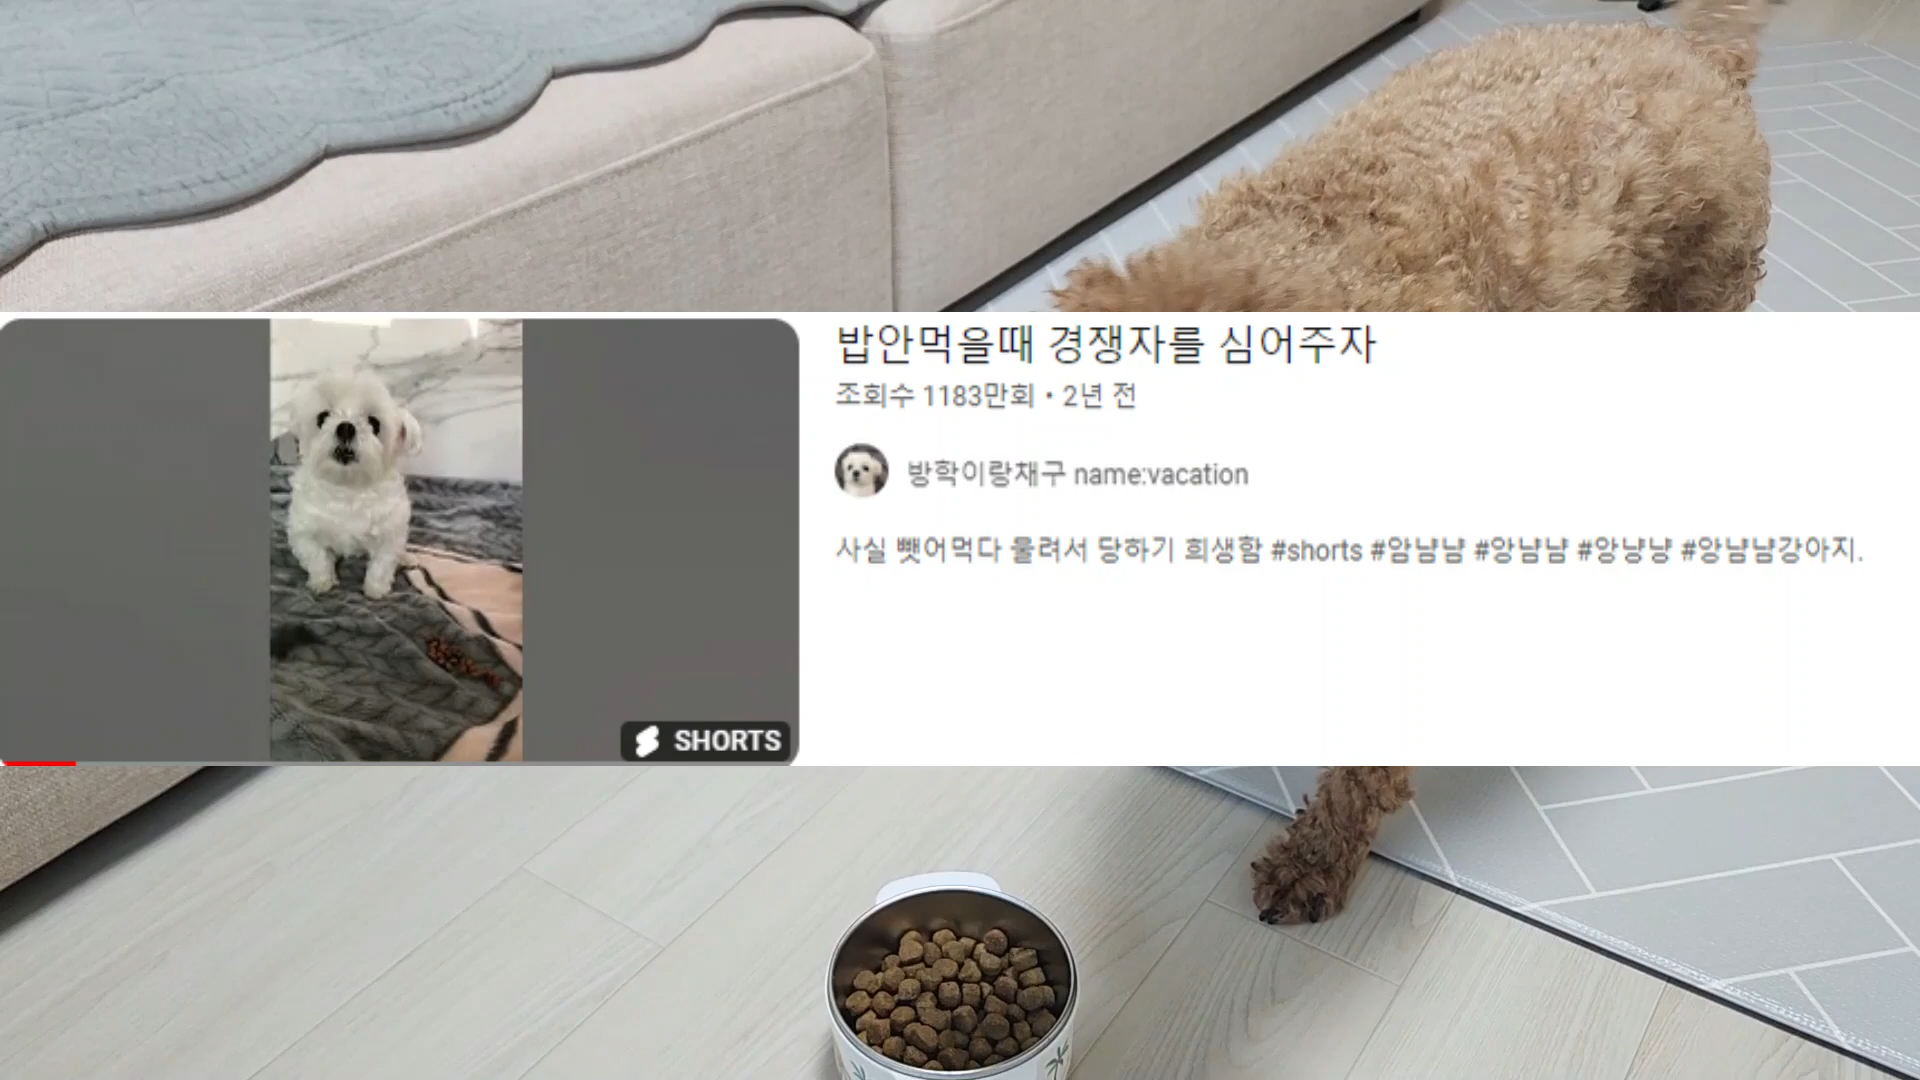 밥안먹을때 경쟁자를 심어주자
조회수 1183만회 • 2년 전
방학이랑채구 name:vacation
사실 뺏어먹다 물려서 당하기 희생함 #shorts #암냠냠 #앙냠냠 #앙냥냥 #앙냠냠강아지.
SHORTS